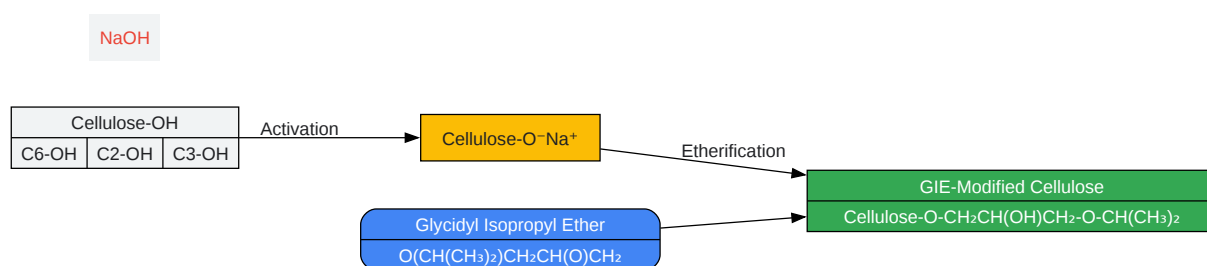 NaOH
Cellulose-OH
C6-OH C2-OH C3-OH
Activation
Cellulose-O⁻Na⁺
Etherification
Glycidyl Isopropyl Ether
O(CH(CH₃)₂)CH₂CH(O)CH₂
GIE-Modified Cellulose
Cellulose-O-CH₂CH(OH)CH₂-O-CH(CH₃)₂